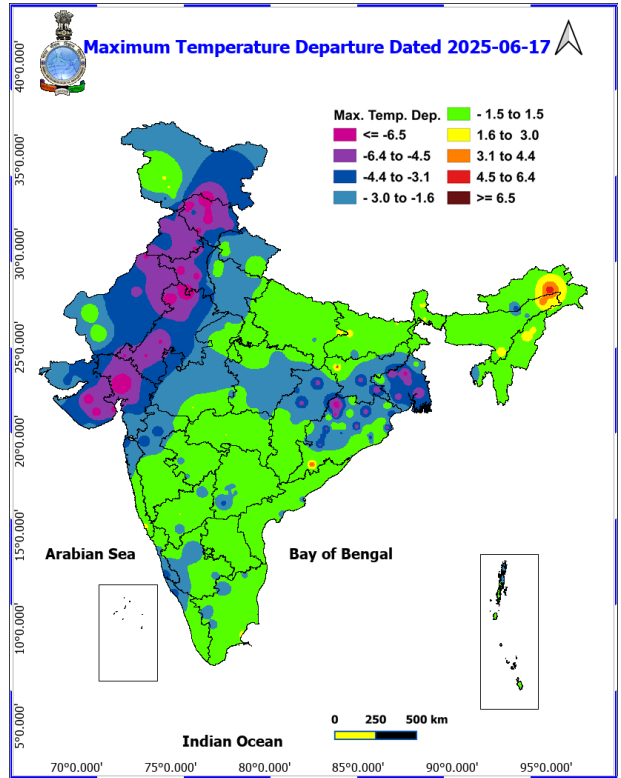 Maximum Temperature Departure Dated 2025-06-17
Max. Temp. Dep.
<= -6.5
-6.4 to -4.5
-4.4 to -3.1
- 3.0 to -1.6
- 1.5 to 1.5
1.6 to 3.0
3.1 to 4.4
4.5 to 6.4
>= 6.5
40°0.000'
35°0.000'
30°0.000'
25°0.000'
20°0.000'
15°0.000'
10°0.000'
5°0.000'
Arabian Sea
Bay of Bengal
0 250 500 km
Indian Ocean
70°0.000' 75°0.000' 80°0.000' 85°0.000' 90°0.000' 95°0.000'